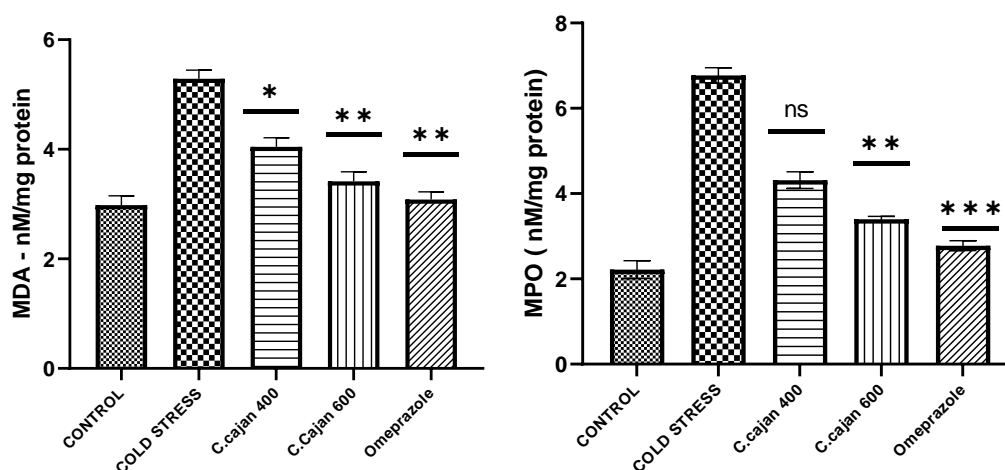 MDA - nM/mg protein
6
4
2
0
*
**
**
CONTROL
COLD STRESS
C.cajan 400
C.Cajan 600
Omeprazole
MPO ( nM/mg protein)
8
6
4
2
0
ns
**
***
CONTROL
COLD STRESS
C.cajan 400
C.Cajan 600
Omeprazole